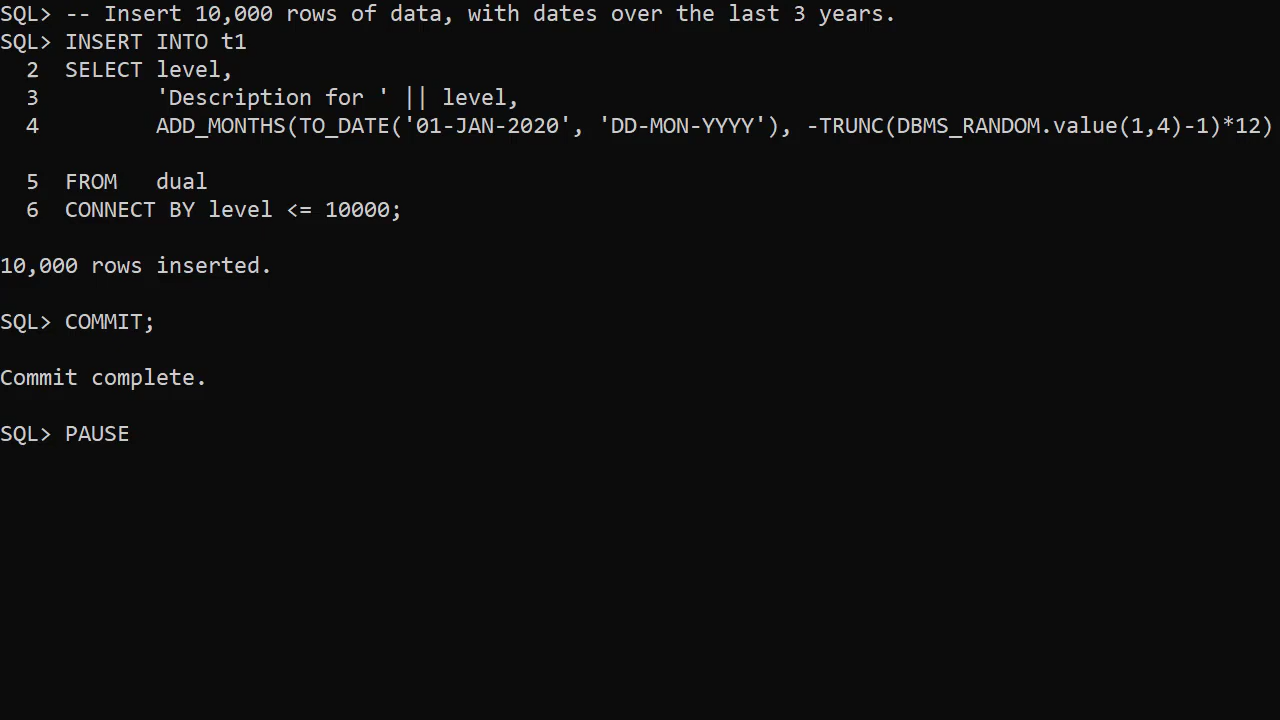 SQL> -- Insert 10,000 rows of data, with dates over the last 3 years.
SQL> INSERT INTO t1
  2  SELECT level,
  3         'Description for ' || level,
  4         ADD_MONTHS(TO_DATE('01-JAN-2020', 'DD-MON-YYYY'), -TRUNC(DBMS_RANDOM.value(1,4)-1)*12)
  5  FROM   dual
  6  CONNECT BY level <= 10000;
10,000 rows inserted.
SQL> COMMIT;
Commit complete.
SQL> PAUSE